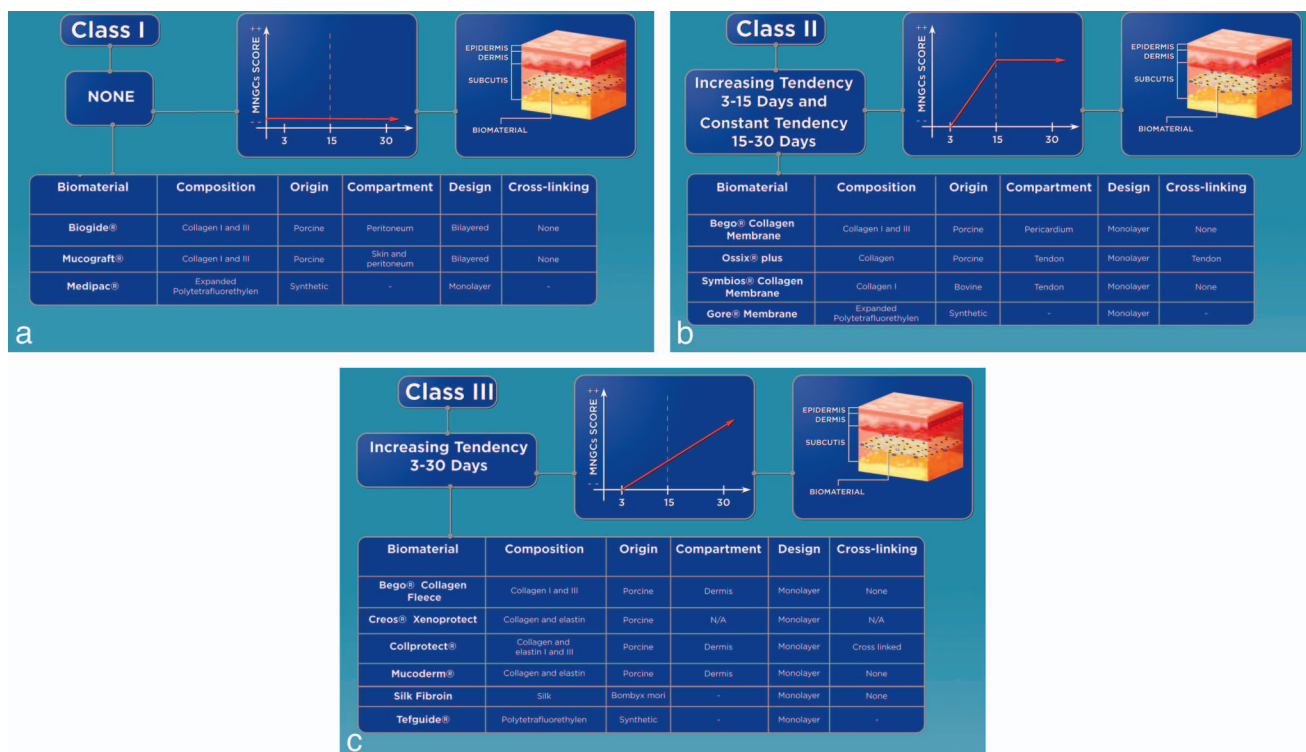 Class I
NONE
MNGCs SCORE
++
--
3
15
30
EPIDERMIS
DERMIS
SUBCUTIS
BIOMATERIAL
Biomaterial Composition Origin Compartment Design Cross-linking
Biogide® Collagen I and III Porcine Peritoneum Bilayered None
Mucograft® Collagen I and III Porcine Skin and
peritoneum Bilayered None
Medipac® Expanded
Polytetrafluorethylen Synthetic - Monolayer -
a
Class II
Increasing Tendency
3-15 Days and
Constant Tendency
15-30 Days
MNGCs SCORE
++
--
3
15
30
EPIDERMIS
DERMIS
SUBCUTIS
BIOMATERIAL
Biomaterial Composition Origin Compartment Design Cross-linking
Bego® Collagen
Membrane Collagen I and III Porcine Pericardium Monolayer None
Ossix® plus Collagen Porcine Tendon Monolayer Tendon
Symbios® Collagen
Membrane Collagen I Bovine Tendon Monolayer None
Gore® Membrane Expanded
Polytetrafluorethylen Synthetic - Monolayer -
b
Class III
Increasing Tendency
3-30 Days
MNGCs SCORE
++
--
3
15
30
EPIDERMIS
DERMIS
SUBCUTIS
BIOMATERIAL
Biomaterial Composition Origin Compartment Design Cross-linking
Bego® Collagen
Fleece Collagen I and III Porcine Dermis Monolayer None
Creos® Xenoprotect Collagen and elastin Porcine N/A Monolayer N/A
Collprotect® Collagen and
elastin I and III Porcine Dermis Monolayer Cross linked
Mucoderm® Collagen and elastin Porcine Dermis Monolayer None
Silk Fibroin Silk Bombyx mori - Monolayer None
Tefguide® Polytetrafluorethylen Synthetic - Monolayer -
c